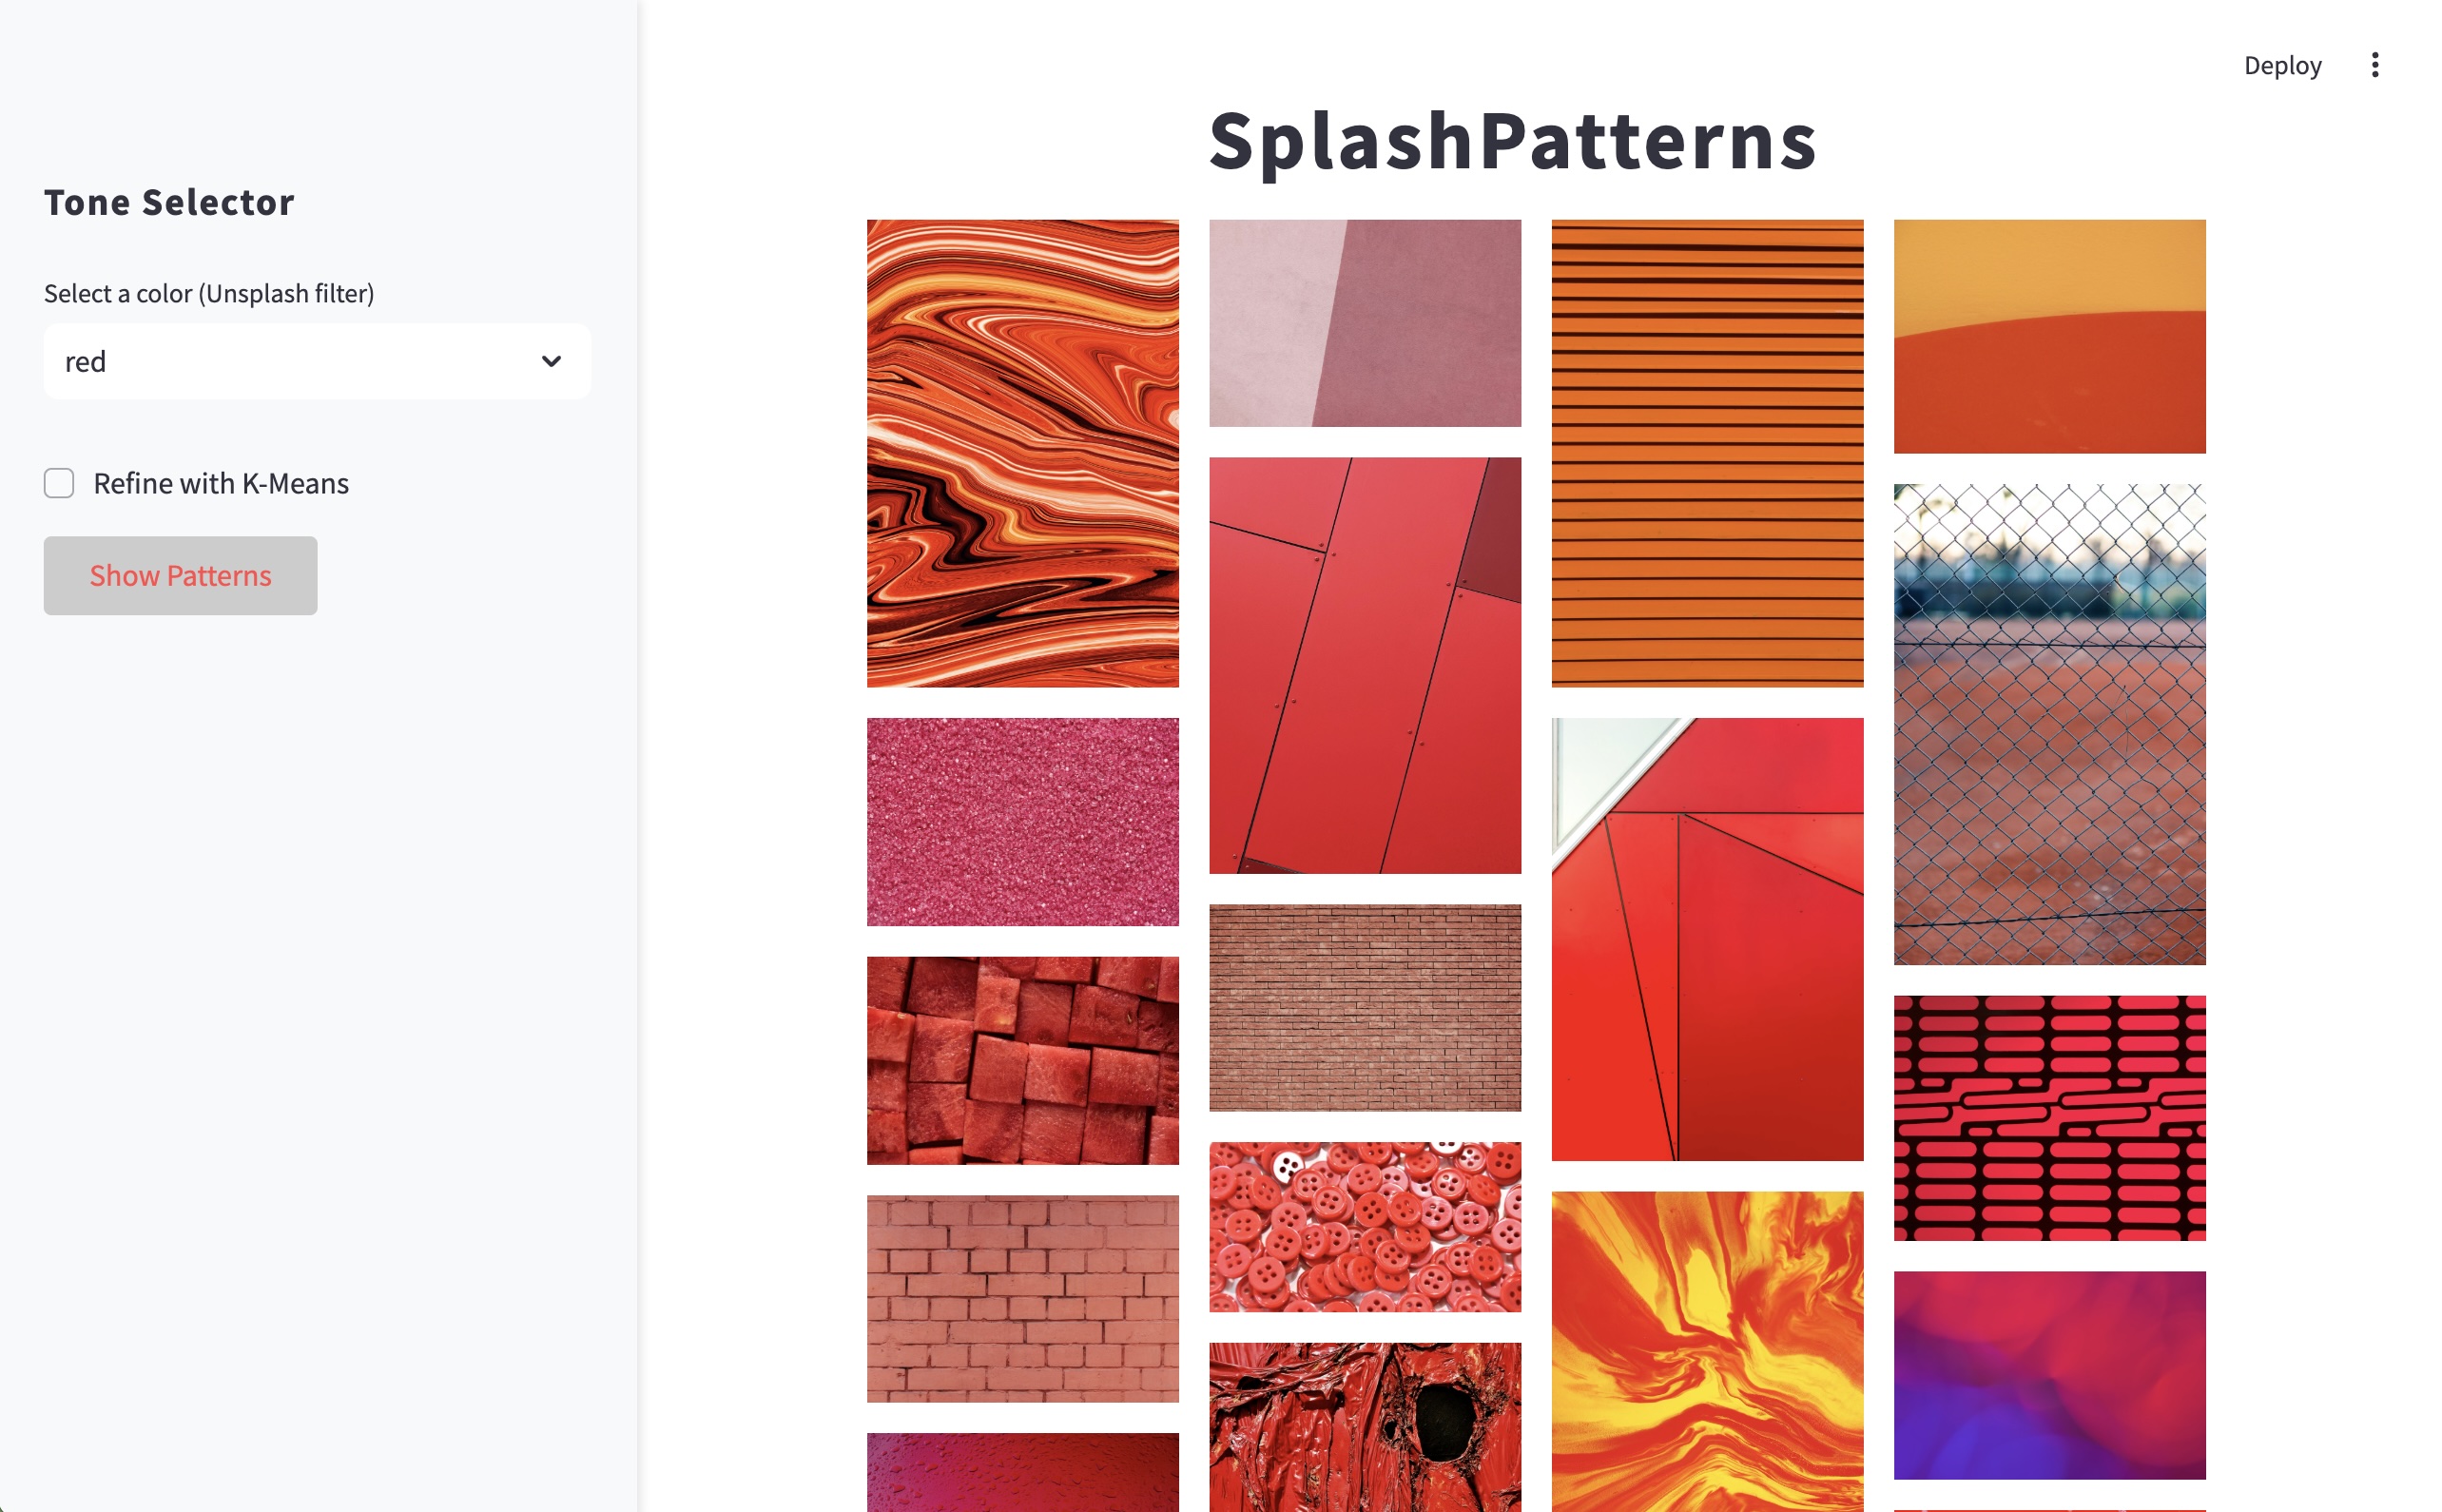 Deploy
SplashPatterns
Tone Selector
Select a color (Unsplash filter)
red
Refine with K-Means
Show Patterns